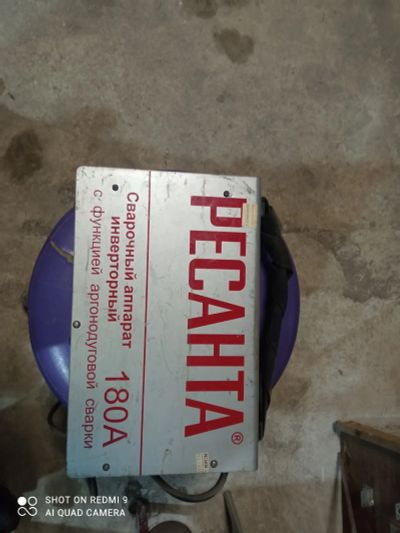 РЕСАНТА®
Сварочный аппарат
инверторный
180А
с функцией аргонодуговой сварки
SHOT ON REDMI 9
AI QUAD CAMERA